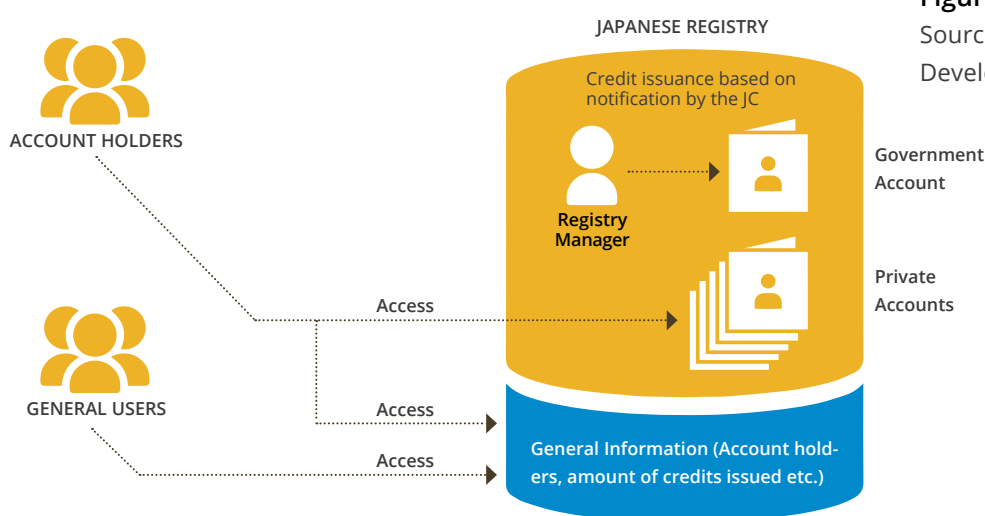 JAPANESE REGISTRY
Credit issuance based on
notification by the JC
ACCOUNT HOLDERS
Government
Account
Registry
Manager
Private
Accounts
Access
GENERAL USERS
Access
Access
General Information (Account hold-
ers, amount of credits issued etc.)